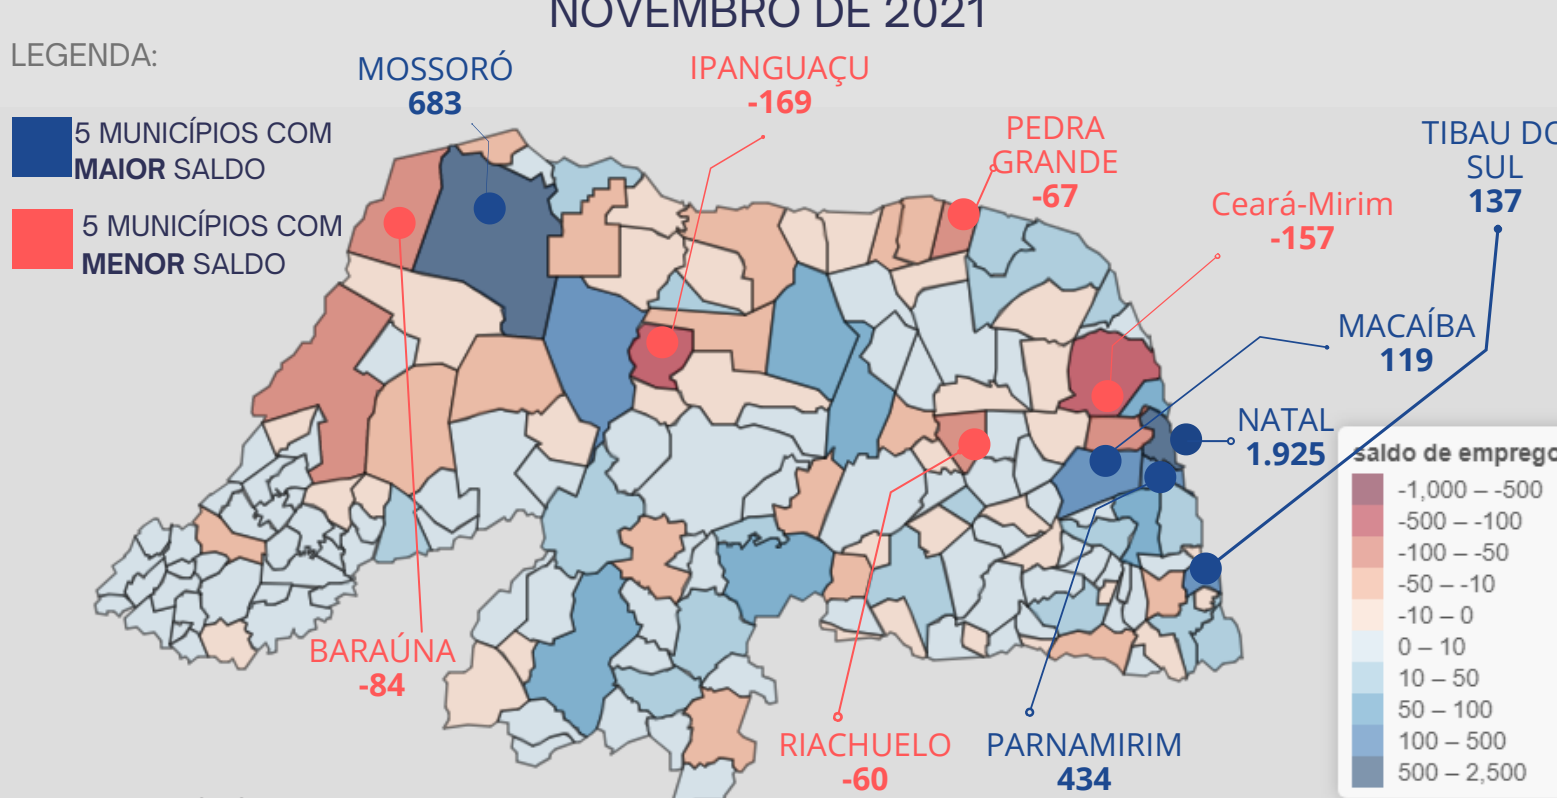 NOVEMBRO DE 2021
LEGENDA:
5 MUNICÍPIOS COM
MAIOR SALDO
5 MUNICÍPIOS COM
MENOR SALDO
MOSSORÓ
683
IPANGUAÇU
-169
PEDRA
GRANDE
-67
TIBAU DO
SUL
137
Ceará-Mirim
-157
MACAÍBA
119
NATAL
1.925
BARAÚNA
-84
RIACHUELO
-60
PARNAMIRIM
434
saldo de emprego
-1,000 – -500
-500 – -100
-100 – -50
-50 – -10
-10 – 0
0 – 10
10 – 50
50 – 100
100 – 500
500 – 2,500